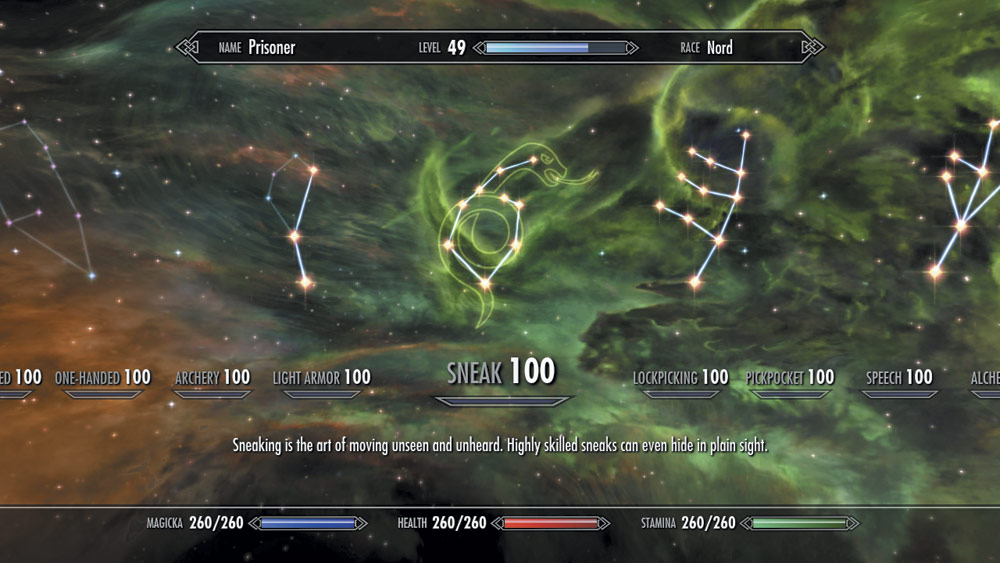 NAME Prisoner LEVEL 49 RACE Nord
ED 100 ONE-HANDED 100 ARCHERY 100 LIGHT ARMOR 100 SNEAK 100 LOCKPICKING 100 PICKPOCKET 100 SPEECH 100 ALCHE
Sneaking is the art of moving unseen and unheard. Highly skilled sneaks can even hide in plain sight.
MAGICKA 260/260 HEALTH 260/260 STAMINA 260/260